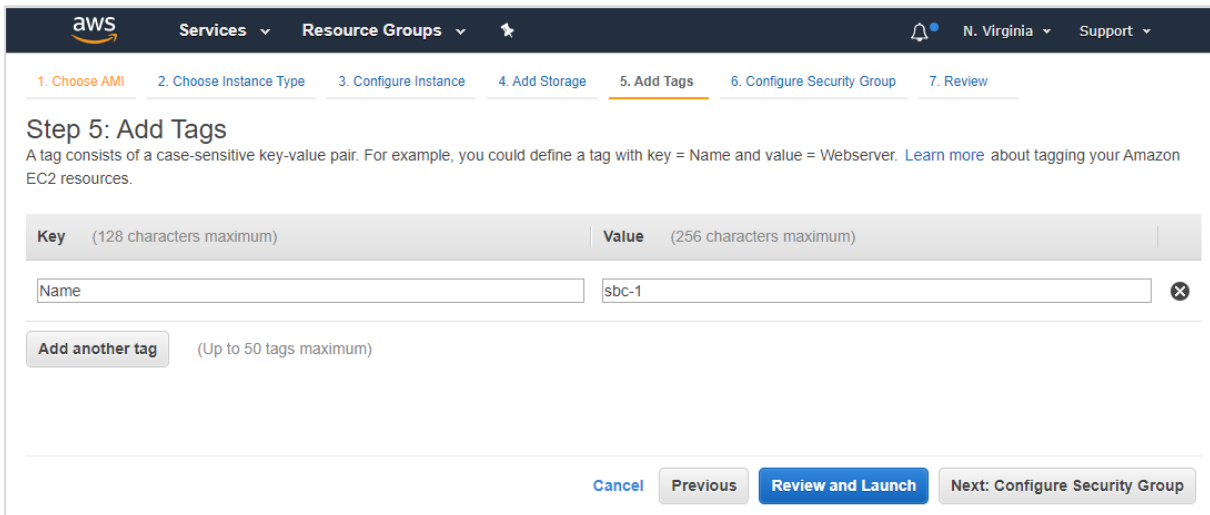 aws Services Resource Groups N. Virginia Support
1. Choose AMI 2. Choose Instance Type 3. Configure Instance 4. Add Storage 5. Add Tags 6. Configure Security Group 7. Review
Step 5: Add Tags
A tag consists of a case-sensitive key-value pair. For example, you could define a tag with key = Name and value = Webserver. Learn more about tagging your Amazon
EC2 resources.
Key (128 characters maximum) Value (256 characters maximum)
Name sbc-1
Add another tag (Up to 50 tags maximum)
Cancel Previous Review and Launch Next: Configure Security Group